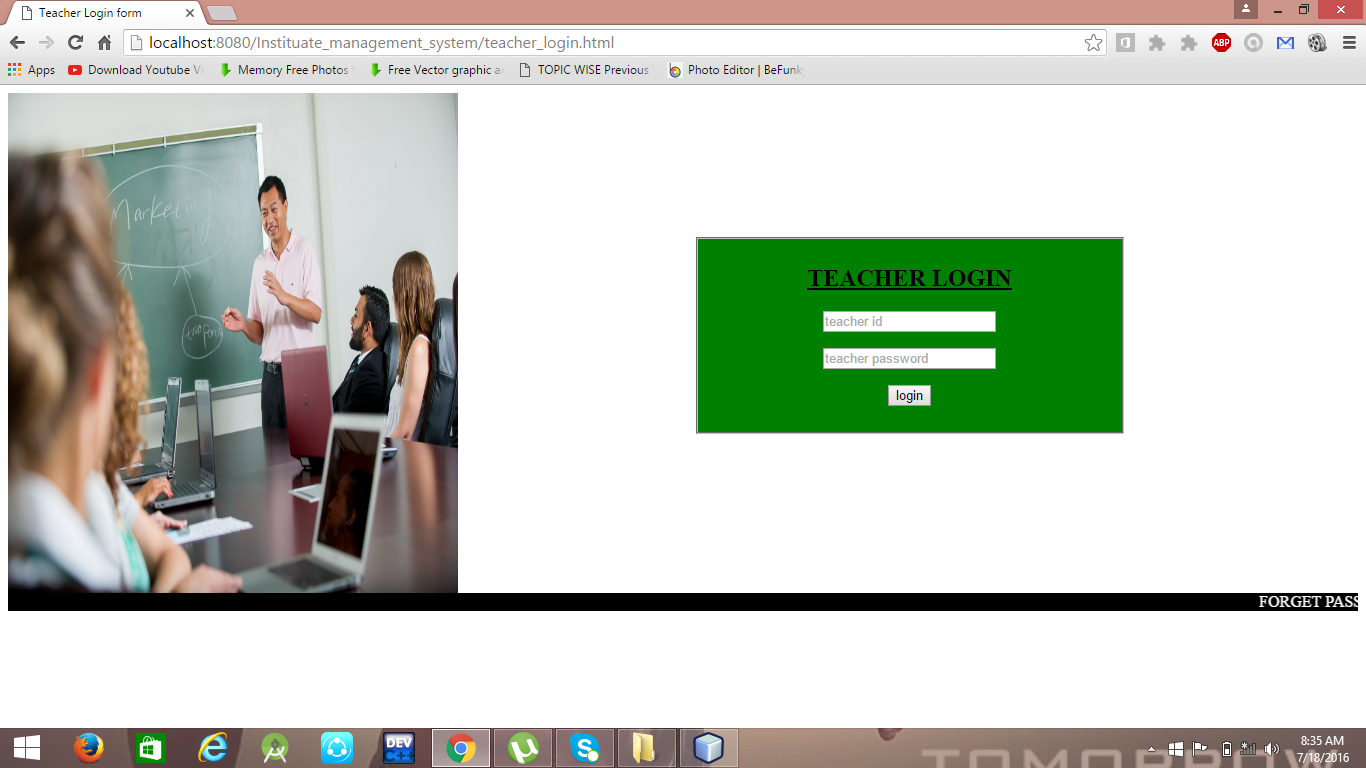 Teacher Login form
localhost:8080/Instituate_management_system/teacher_login.html
ABP
Apps
Download Youtube Vi
Memory Free Photos
Free Vector graphic a
TOPIC WISE Previous
Photo Editor | BeFunk
Marketing
TEACHER LOGIN
teacher id
teacher password
login
FORGET PASS
DEV
C++
TOMORROW
8:35 AM
7/18/2016